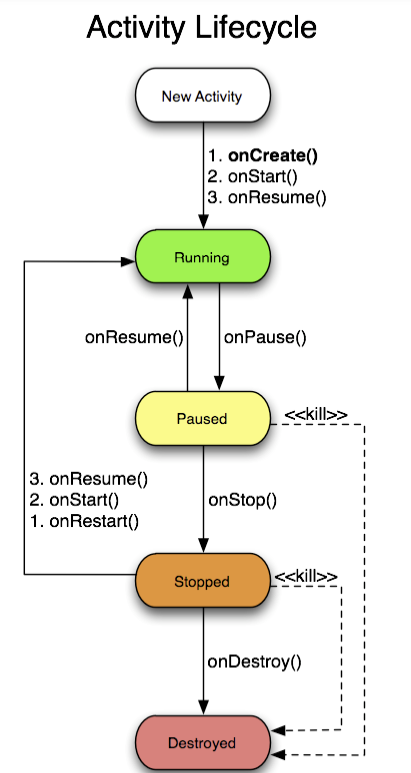 Activity Lifecycle
New Activity
1. onCreate()
2. onStart()
3. onResume()
Running
onResume()
onPause()
Paused
<<kill>>
3. onResume()
2. onStart()
1. onRestart()
onStop()
Stopped
<<kill>>
onDestroy()
Destroyed